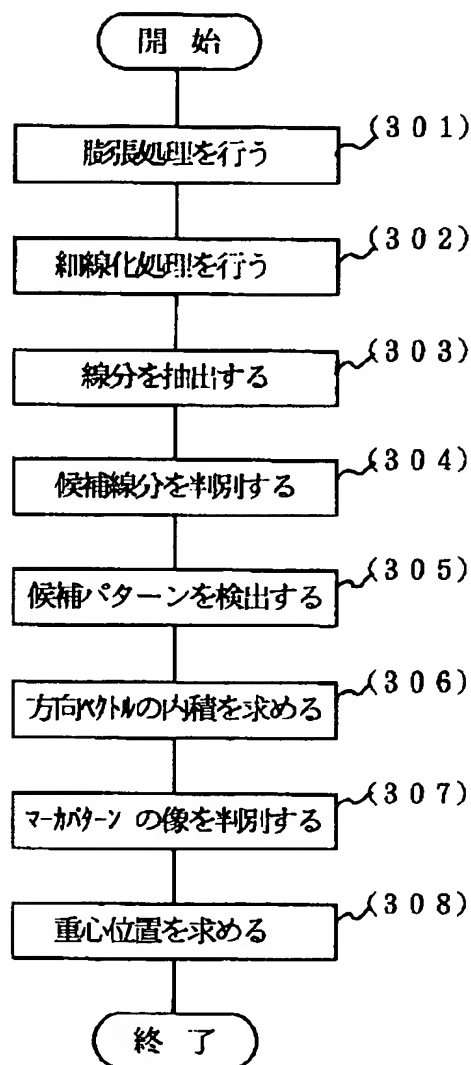 開 始
膨張処理を行う (301)
細線化処理を行う (302)
線分を抽出する (303)
候補線分を判別する (304)
候補パターンを検出する (305)
方向ベクトルの内積を求める (306)
マーカパターン の像を判別する (307)
重心位置を求める (308)
終 了